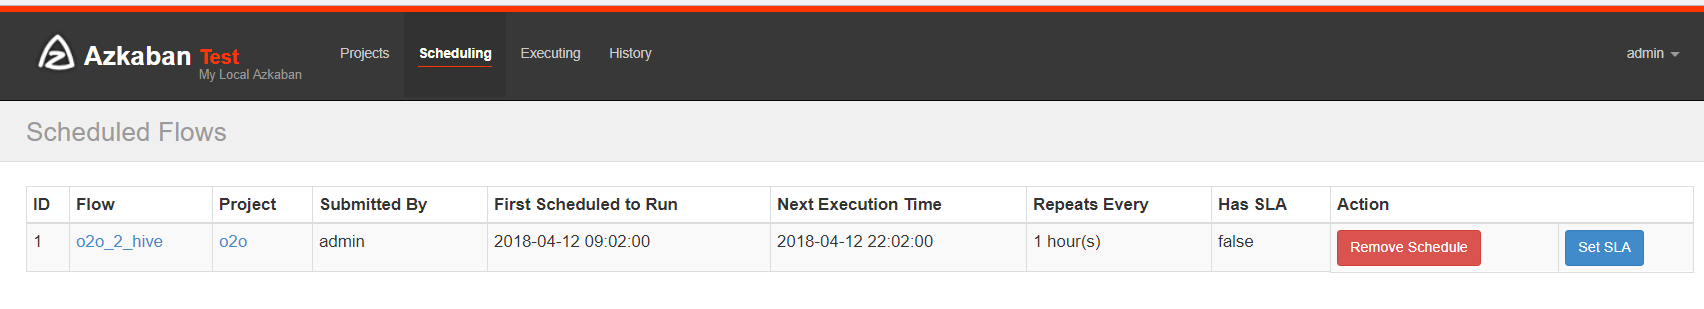 Azkaban Test
My Local Azkaban
Projects Scheduling Executing History admin
Scheduled Flows
ID Flow Project Submitted By First Scheduled to Run Next Execution Time Repeats Every Has SLA Action
1 o2o_2_hive o2o admin 2018-04-12 09:02:00 2018-04-12 22:02:00 1 hour(s) false Remove Schedule Set SLA